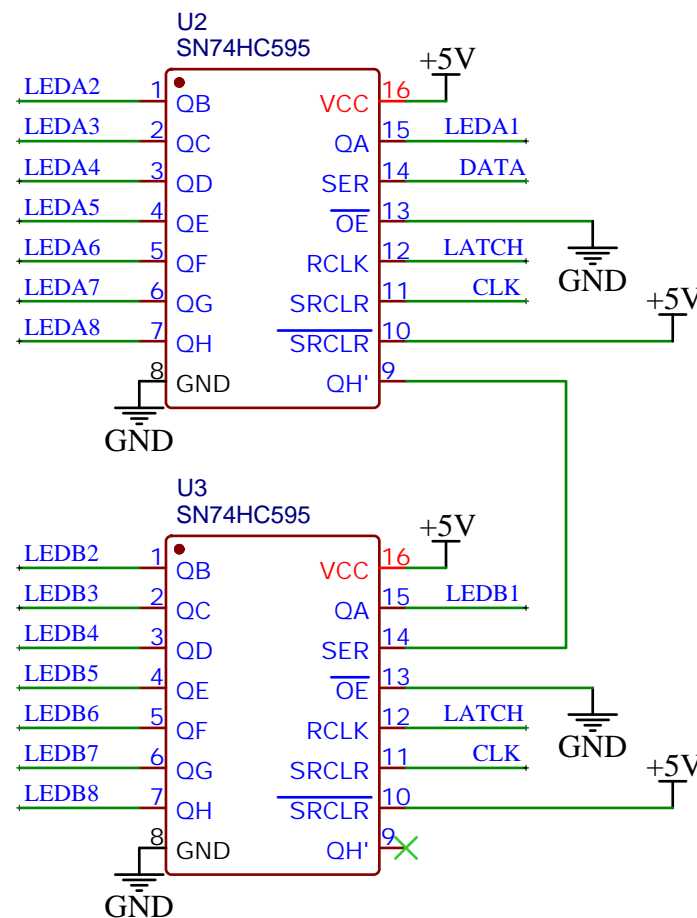 U2
SN74HC595
+5V
LEDA2 1 QB VCC 16
LEDA3 2 QC QA 15 LEDA1
LEDA4 3 QD SER 14 DATA
LEDA5 4 QE OE 13
LEDA6 5 QF RCLK 12 LATCH
GND
LEDA7 6 QG SRCLR 11 CLK
+5V
LEDA8 7 QH SRCLR 10
8 GND QH' 9
GND
U3
SN74HC595
+5V
LEDB2 1 QB VCC 16
LEDB3 2 QC QA 15 LEDB1
LEDB4 3 QD SER 14
LEDB5 4 QE OE 13
LEDB6 5 QF RCLK 12 LATCH
GND
LEDB7 6 QG SRCLR 11 CLK
+5V
LEDB8 7 QH SRCLR 10
8 GND QH' 9
GND